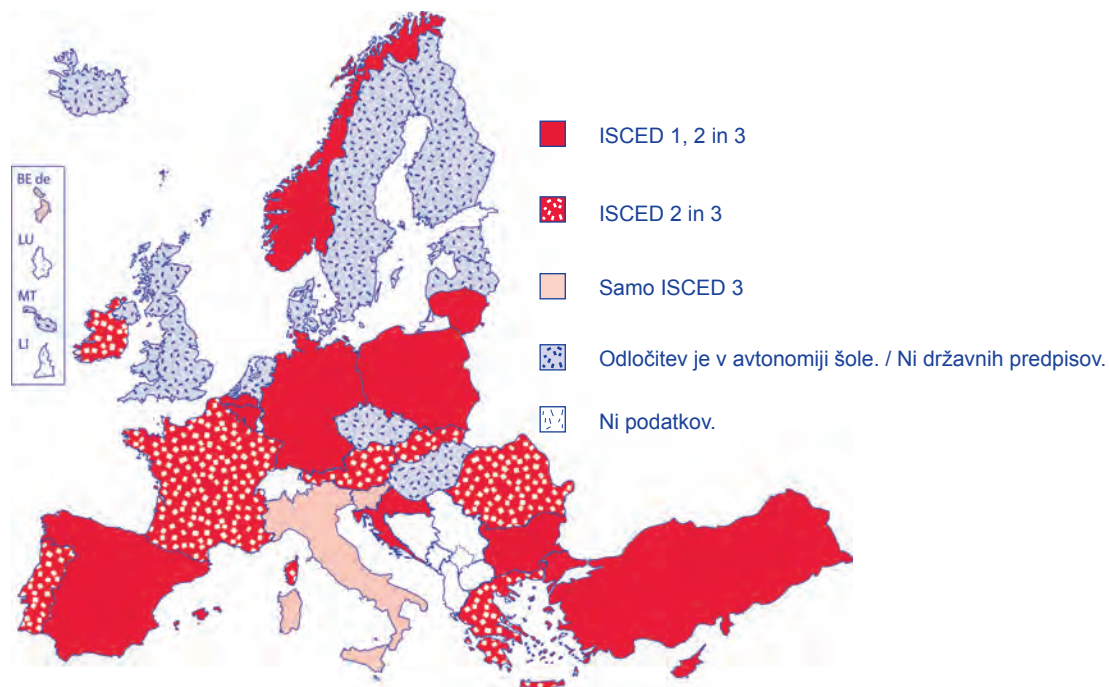 BE de
LU
MT
LI
ISCED 1, 2 in 3
ISCED 2 in 3
Samo ISCED 3
Odločitev je v avtonomiji šole. / Ni državnih predpisov.
Ni podatkov.